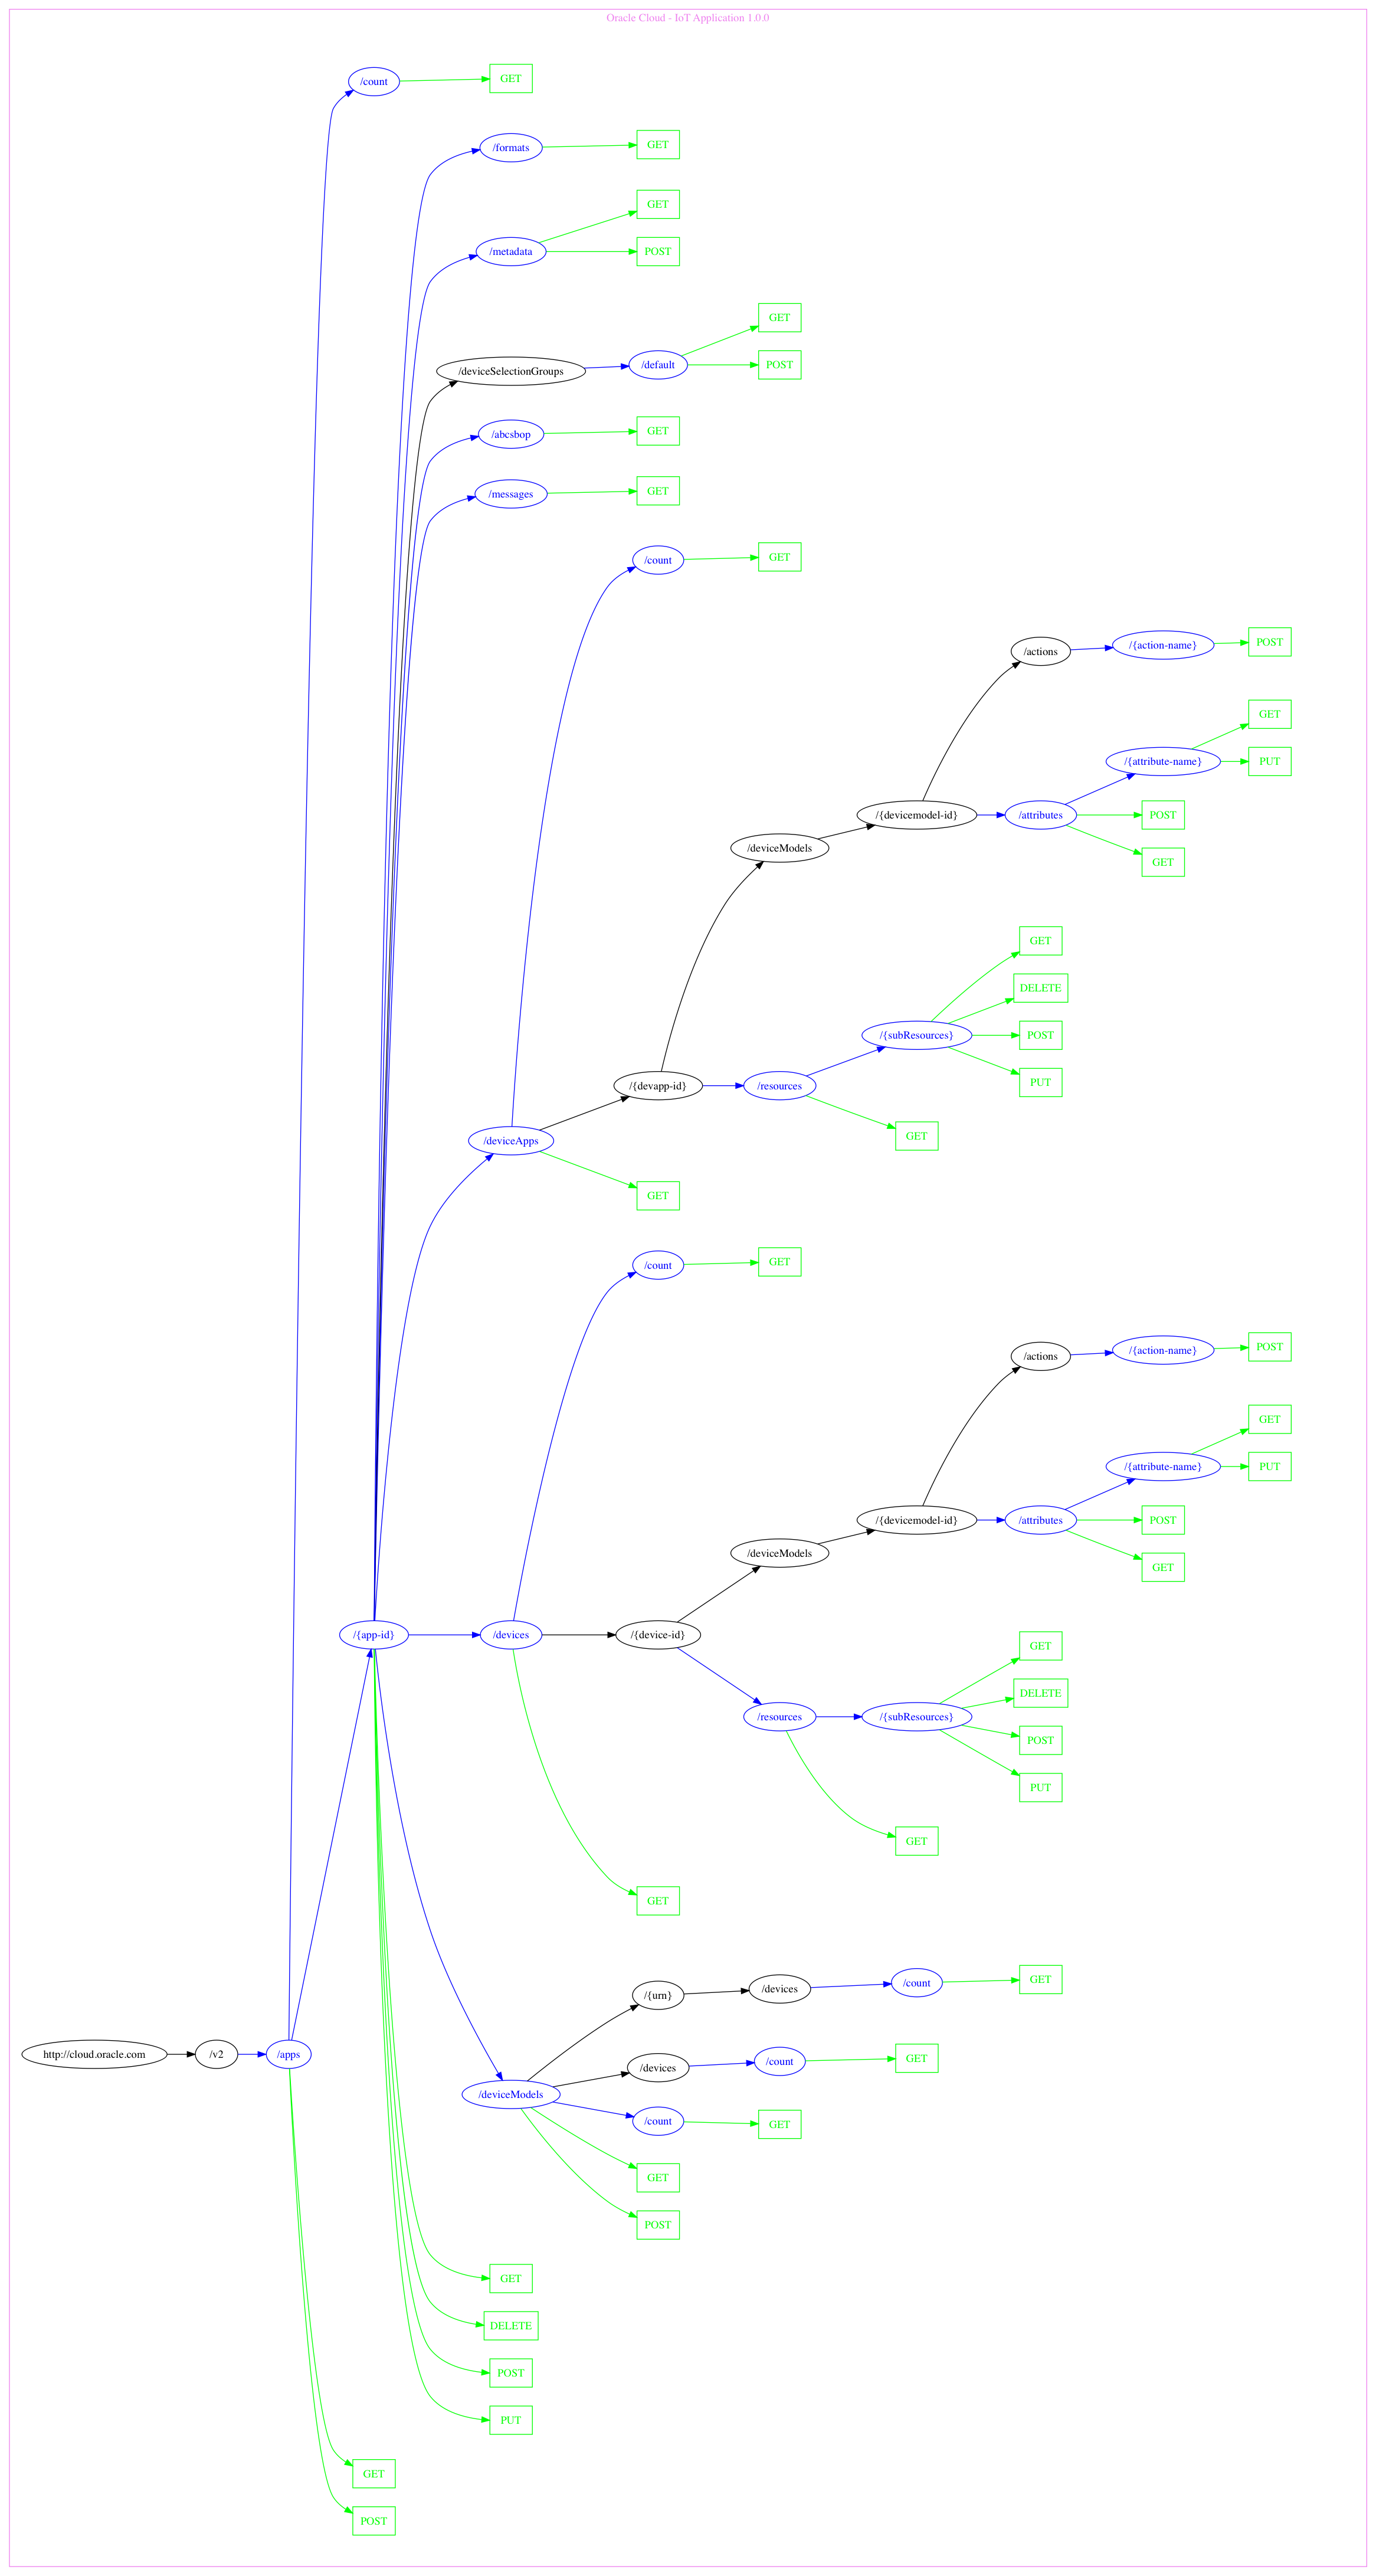 Oracle Cloud - IoT Application 1.0.0
/count
GET
/formats
GET
GET
/metadata
POST
GET
/deviceSelectionGroups
/default
POST
/abcsbop
GET
/messages
GET
/count
GET
/actions
/{action-name}
POST
GET
/{attribute-name}
PUT
/{devicemodel-id}
/attributes
POST
/deviceModels
GET
GET
DELETE
/{subResources}
POST
/{devapp-id}
/resources
PUT
GET
/deviceApps
GET
/count
GET
/actions
/{action-name}
POST
GET
/{attribute-name}
PUT
/{devicemodel-id}
/attributes
POST
/deviceModels
GET
/{app-id}
/devices
/{device-id}
GET
DELETE
/resources
/{subResources}
POST
PUT
GET
GET
/{urn}
/devices
/count
GET
http://cloud.oracle.com
/v2
/apps
/devices
/count
GET
/deviceModels
/count
GET
GET
POST
GET
DELETE
POST
PUT
GET
POST